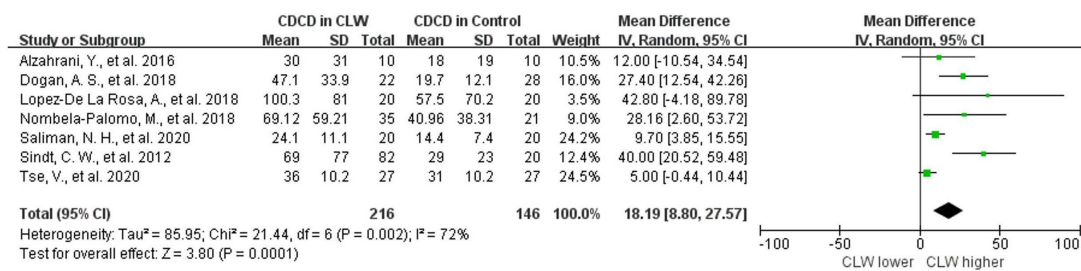 CDCD in CLW CDCD in Control Mean Difference Mean Difference
Study or Subgroup Mean SD Total Mean SD Total Weight IV, Random, 95% CI IV, Random, 95% CI
Alzahrani, Y., et al. 2016 30 31 10 18 19 10 10.5% 12.00 [-10.54, 34.54]
Dogan, A. S., et al. 2018 47.1 33.9 22 19.7 12.1 28 16.0% 27.40 [12.54, 42.26]
Lopez-De La Rosa, A., et al. 2018 100.3 81 20 57.5 70.2 20 3.5% 42.80 [-4.18, 89.78]
Nombela-Palomo, M., et al. 2018 69.12 59.21 35 40.96 38.31 21 9.0% 28.16 [2.60, 53.72]
Saliman, N. H., et al. 2020 24.1 11.1 20 14.4 7.4 20 24.2% 9.70 [3.85, 15.55]
Sindt, C. W., et al. 2012 69 77 82 29 23 20 12.4% 40.00 [20.52, 59.48]
Tse, V., et al. 2020 36 10.2 27 31 10.2 27 24.5% 5.00 [-0.44, 10.44]
Total (95% CI) 216 146 100.0% 18.19 [8.80, 27.57]
Heterogeneity: Tau² = 85.95; Chi² = 21.44, df = 6 (P = 0.002); I² = 72%
Test for overall effect: Z = 3.80 (P = 0.0001)
-100 -50 0 50 100
CLW lower CLW higher